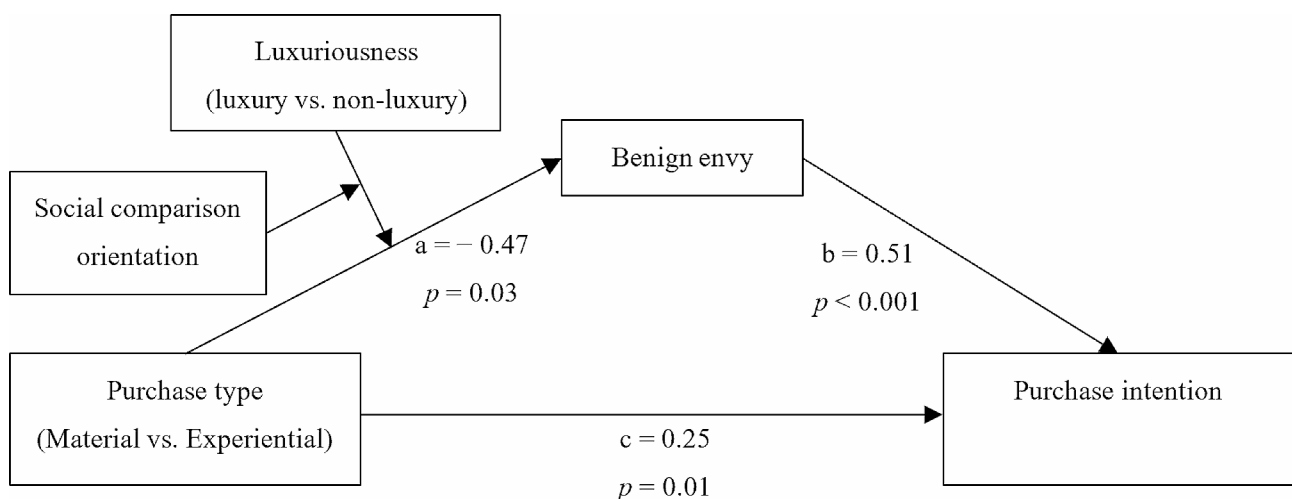 Luxuriousness
(luxury vs. non-luxury)
Benign envy
Social comparison
orientation
a = − 0.47
p = 0.03
b = 0.51
p < 0.001
Purchase type
(Material vs. Experiential)
Purchase intention
c = 0.25
p = 0.01